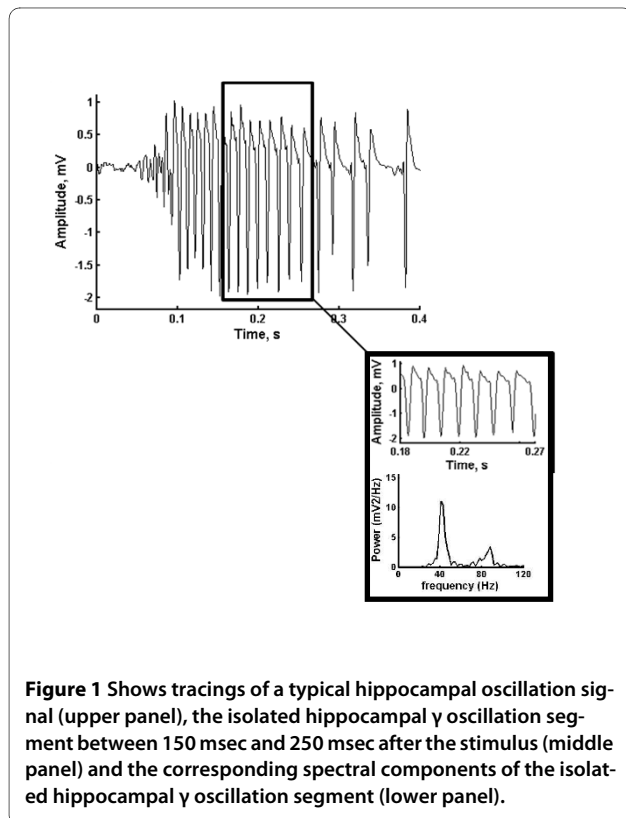 Amplitude, mV
1
0.5
0
-0.5
-1
-1.5
-2
0 0.1 0.2 0.3 0.4
Time, s
Amplitude, mV
1
0
-1
-2
0.18 0.22 0.27
Time, s
Power (mV2/Hz)
15
10
5
0
0 40 80 120
frequency (Hz)
Figure 1 Shows tracings of a typical hippocampal oscillation sig-
nal (upper panel), the isolated hippocampal γ oscillation seg-
ment between 150 msec and 250 msec after the stimulus (middle
panel) and the corresponding spectral components of the isolat-
ed hippocampal γ oscillation segment (lower panel).